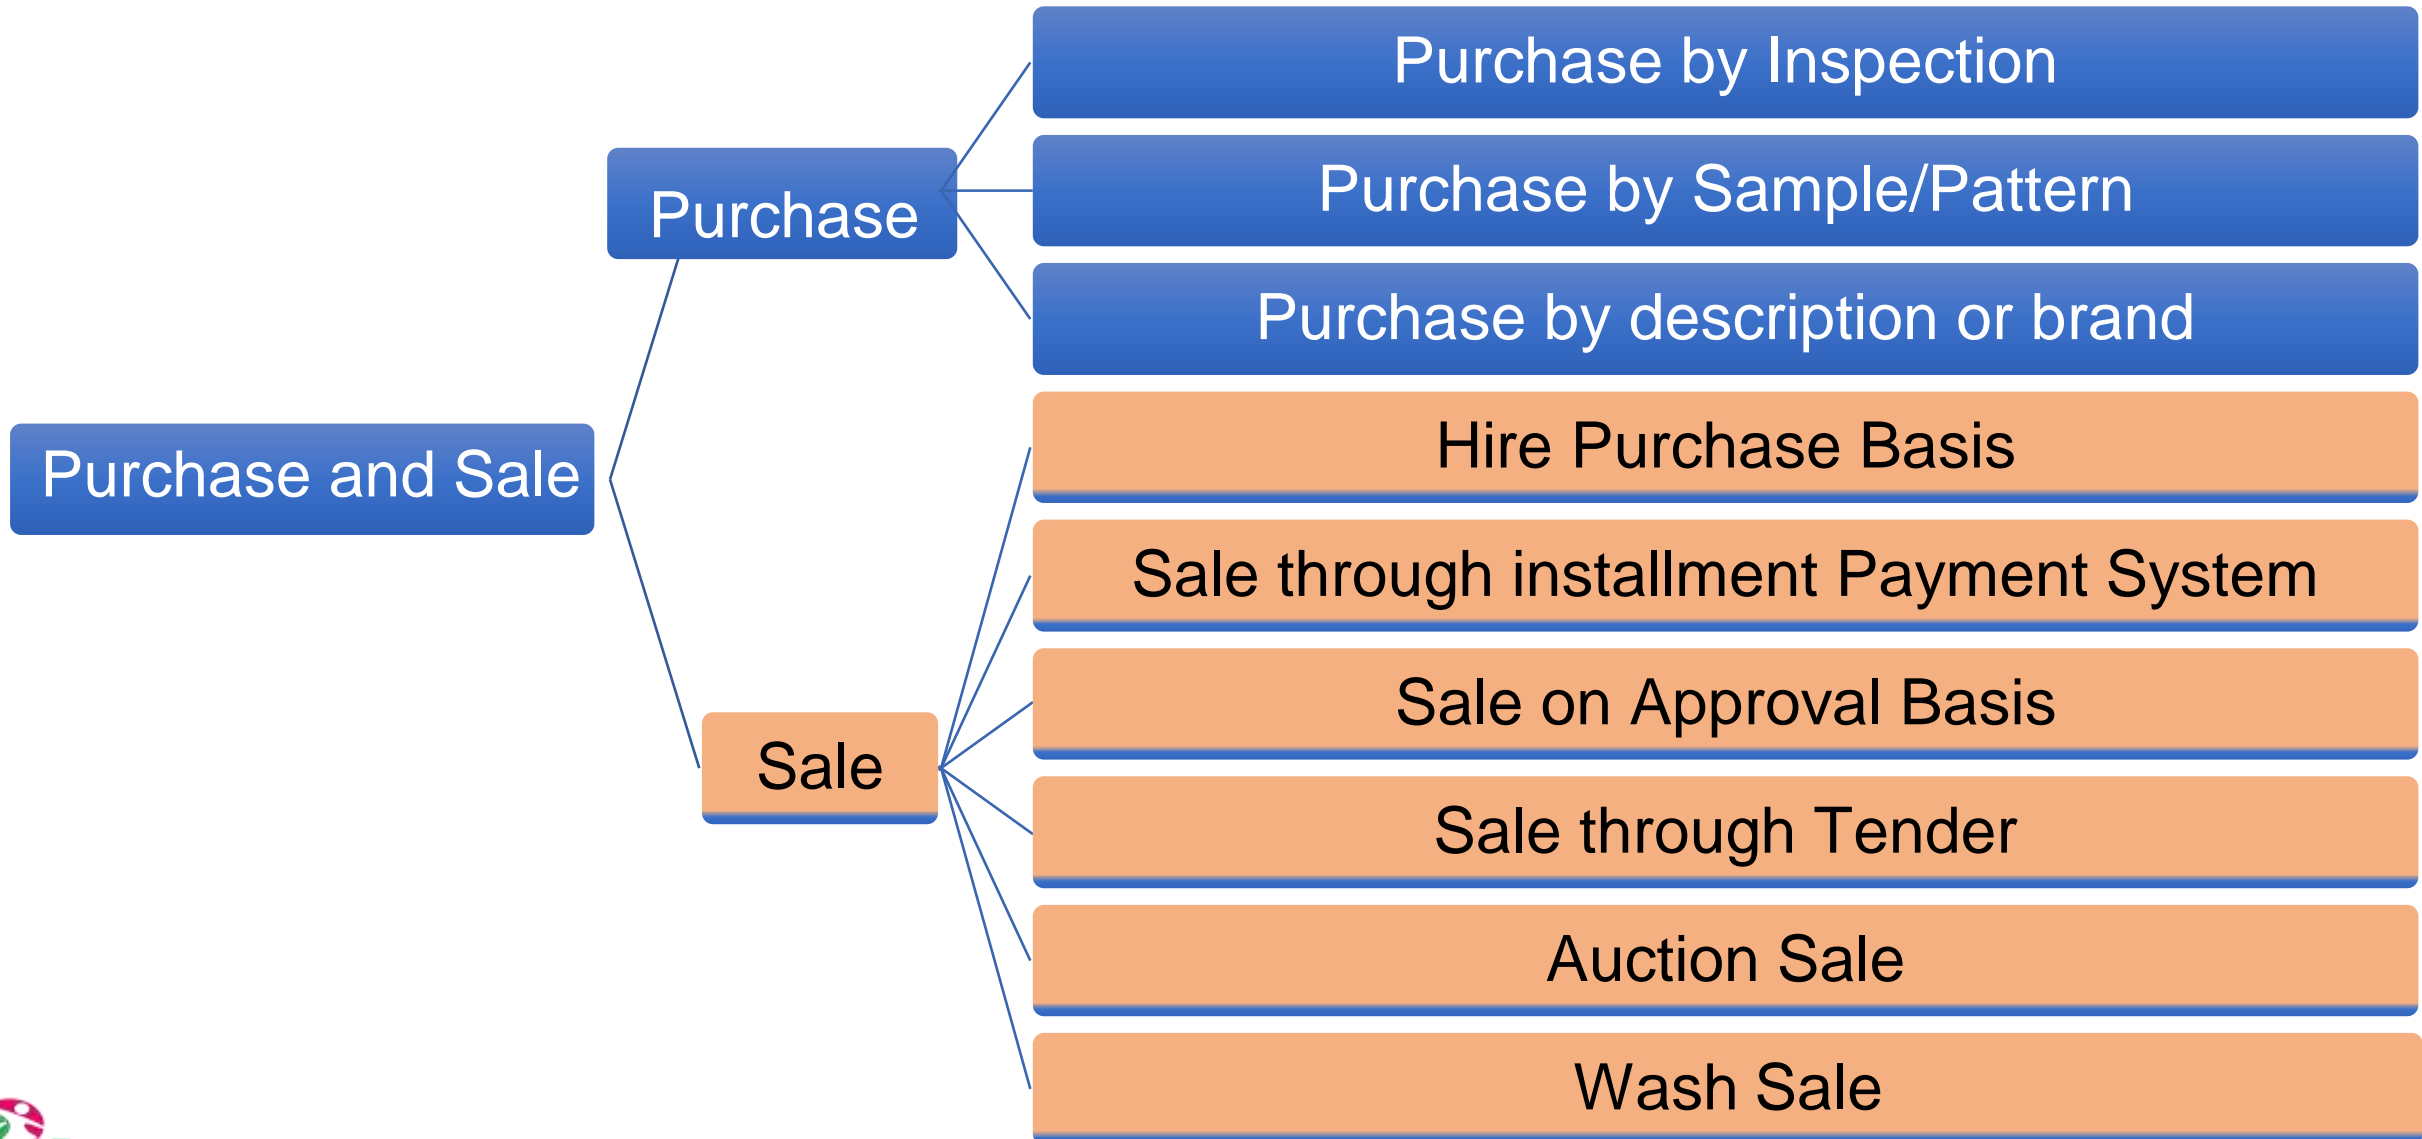 Purchase and Sale
Purchase
Purchase by Inspection
Purchase by Sample/Pattern
Purchase by description or brand
Sale
Hire Purchase Basis
Sale through installment Payment System
Sale on Approval Basis
Sale through Tender
Auction Sale
Wash Sale